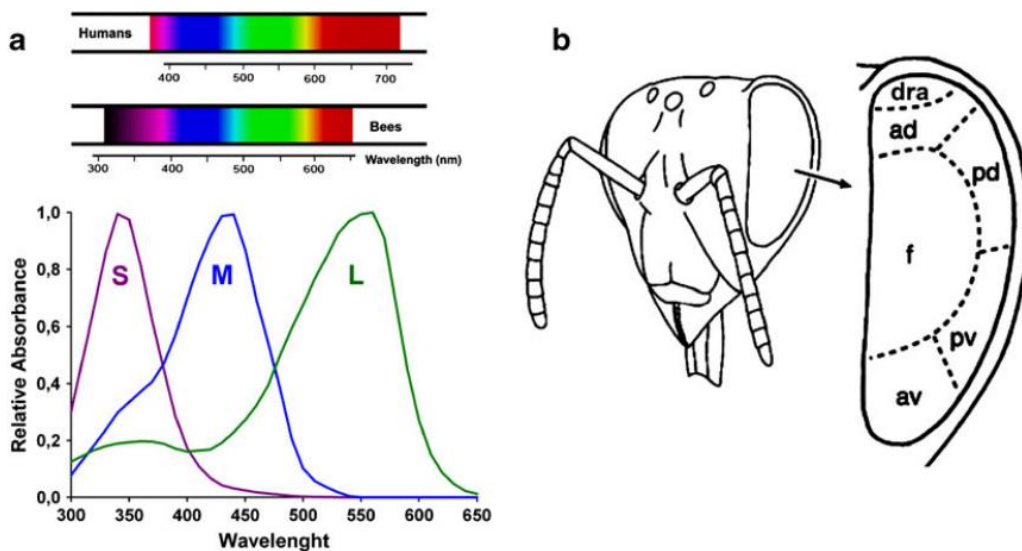 a
Humans
400 500 600 700
Bees
300 400 500 600 Wavelength (nm)
1,0
0,8
0,6
0,4
0,2
0,0
Relative Absorbance
S M L
300 350 400 450 500 550 600 650
Wavelenght
b
dra
ad
pd
f
pv
av